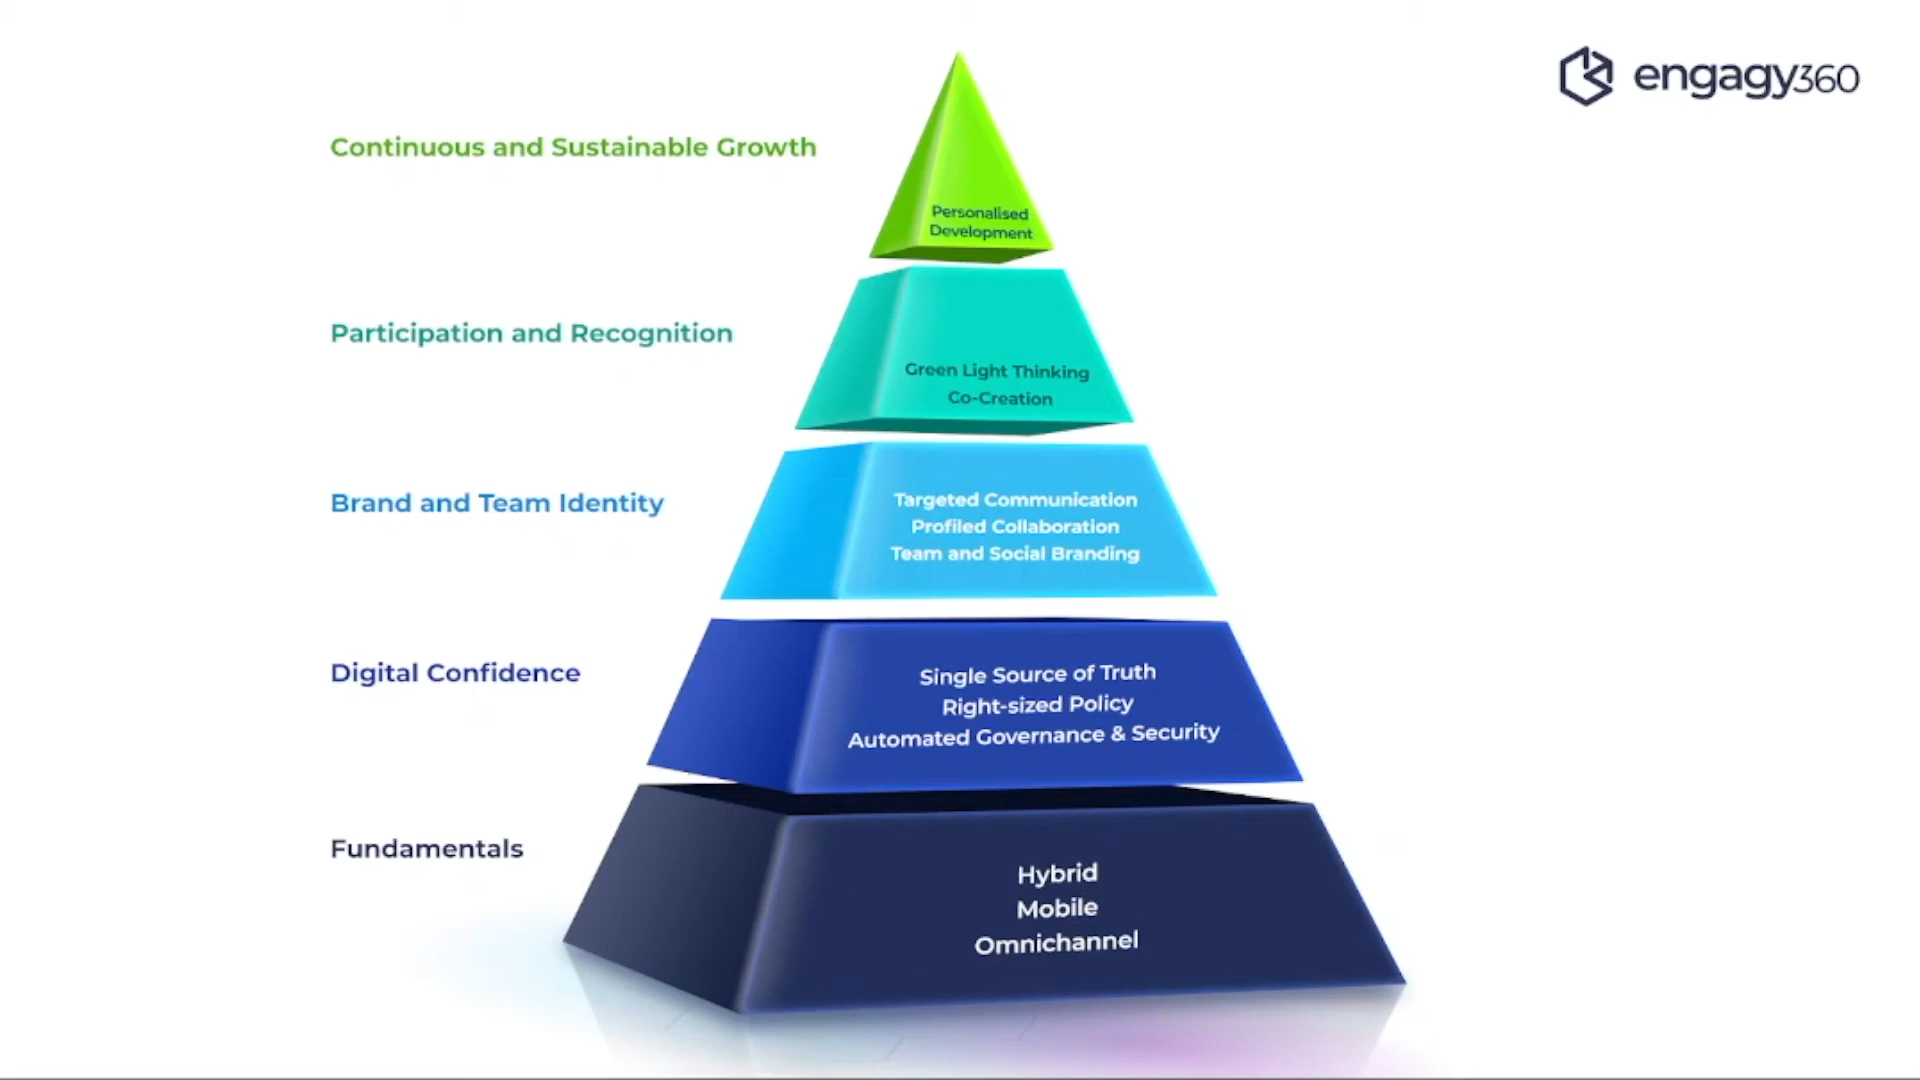 engagy360
Continuous and Sustainable Growth
Personalised
Development
Participation and Recognition
Green Light Thinking
Co-Creation
Brand and Team Identity
Targeted Communication
Profiled Collaboration
Team and Social Branding
Digital Confidence
Single Source of Truth
Right-sized Policy
Automated Governance & Security
Fundamentals
Hybrid
Mobile
Omnichannel